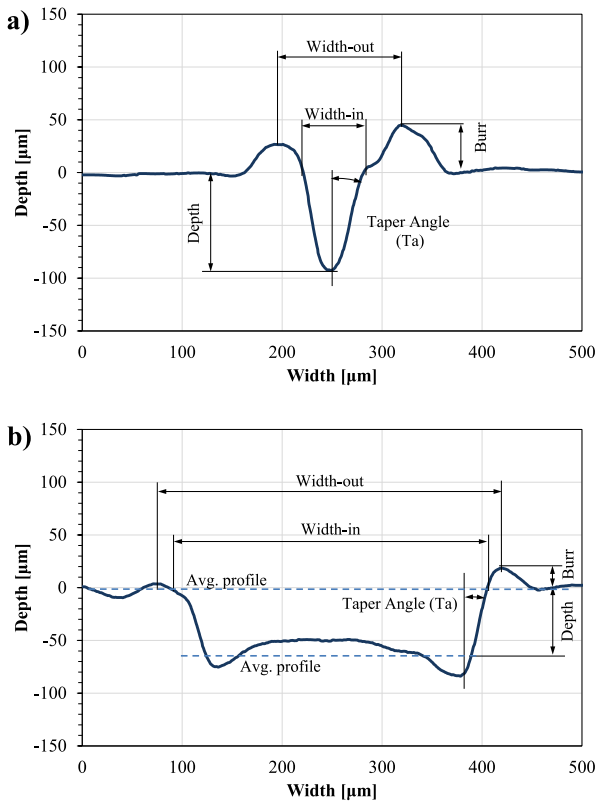 a)
150
100
50
0
-50
-100
-150
Depth [µm]
Width-out
Width-in
Burr
Depth
Taper Angle
(Ta)
0
100
200
300
400
500
Width [µm]
b)
150
100
50
0
-50
-100
-150
Depth [µm]
Width-out
Width-in
Avg. profile
Burr
Taper Angle (Ta)
Depth
Avg. profile
0
100
200
300
400
500
Width [µm]